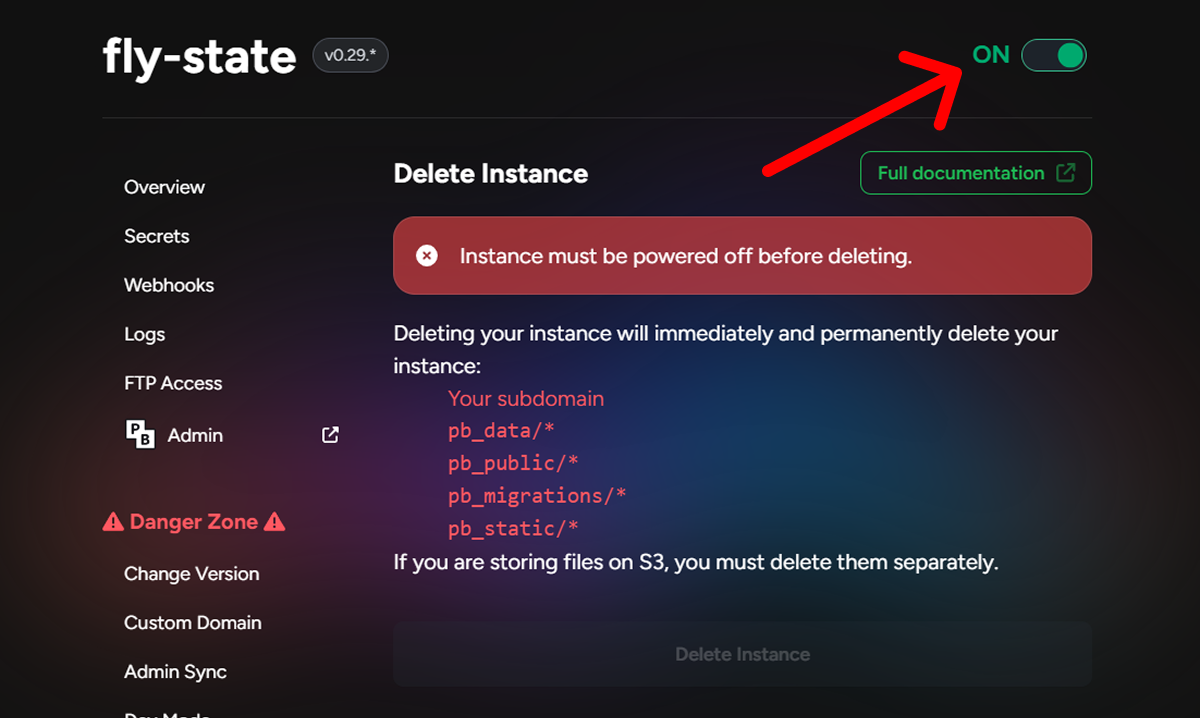 fly-state v0.29.* ON
Delete Instance Full documentation
Instance must be powered off before deleting.
Deleting your instance will immediately and permanently delete your
instance:
Your subdomain
pb_data/*
pb_public/*
pb_migrations/*
pb_static/*
If you are storing files on S3, you must delete them separately.
Delete Instance
Overview
Secrets
Webhooks
Logs
FTP Access
PB Admin
Danger Zone
Change Version
Custom Domain
Admin Sync
Dev Mode